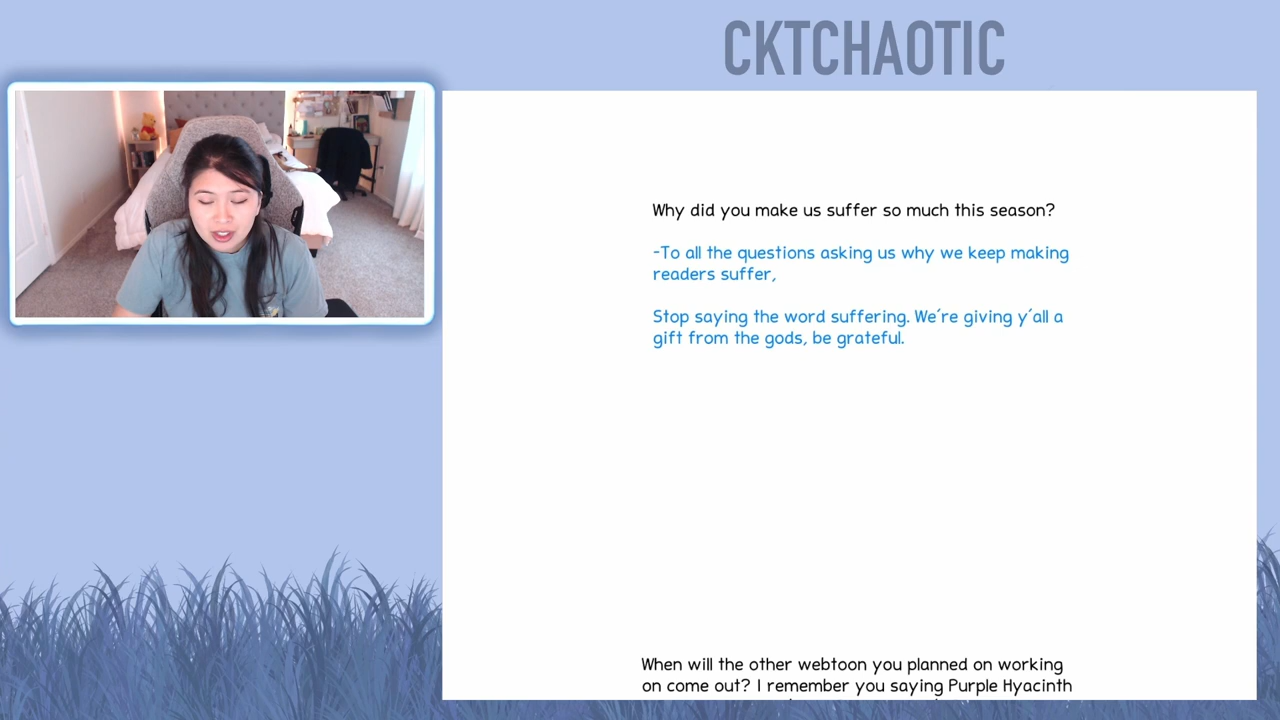 CKTCHAOTIC
Why did you make us suffer so much this season?
-To all the questions asking us why we keep making
readers suffer,
Stop saying the word suffering. We're giving y'all a
gift from the gods, be grateful.
When will the other webtoon you planned on working
on come out? I remember you saying Purple Hyacinth